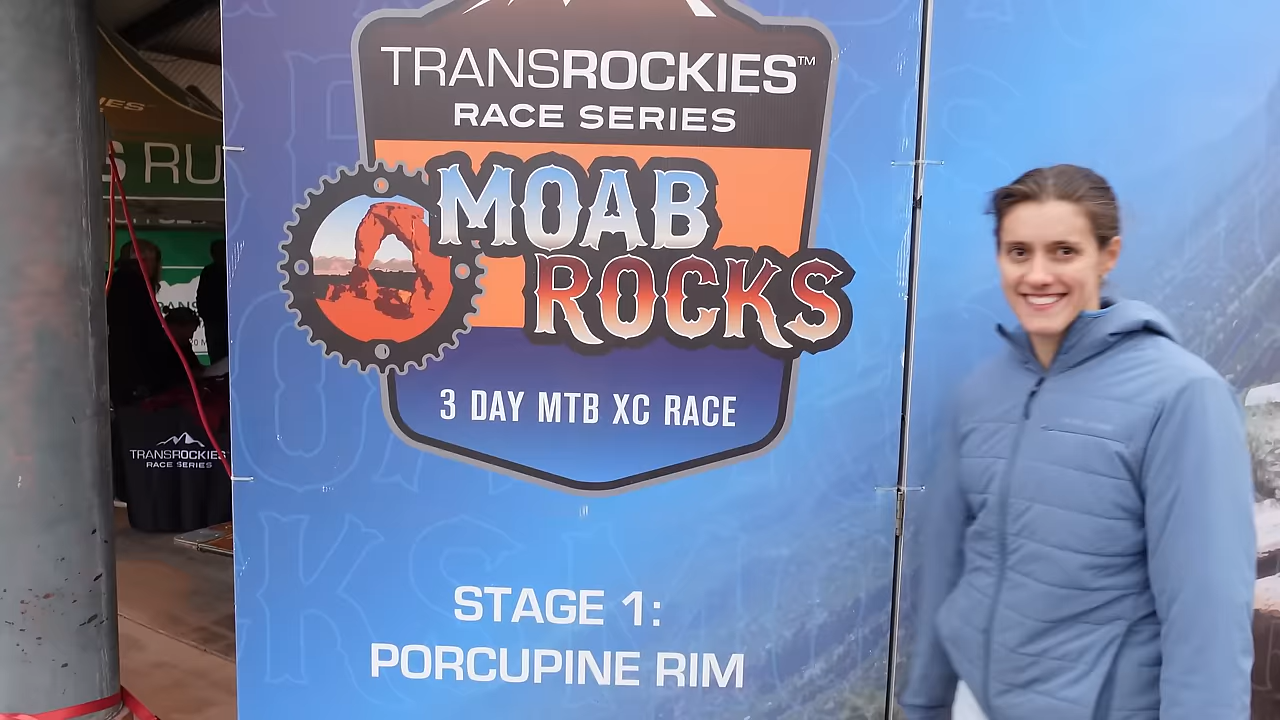 TRANSROCKIES™
RACE SERIES
MOAB
ROCKS
3 DAY MTB XC RACE
STAGE 1:
PORCUPINE RIM
TRANSROCKIES
RACE SERIES